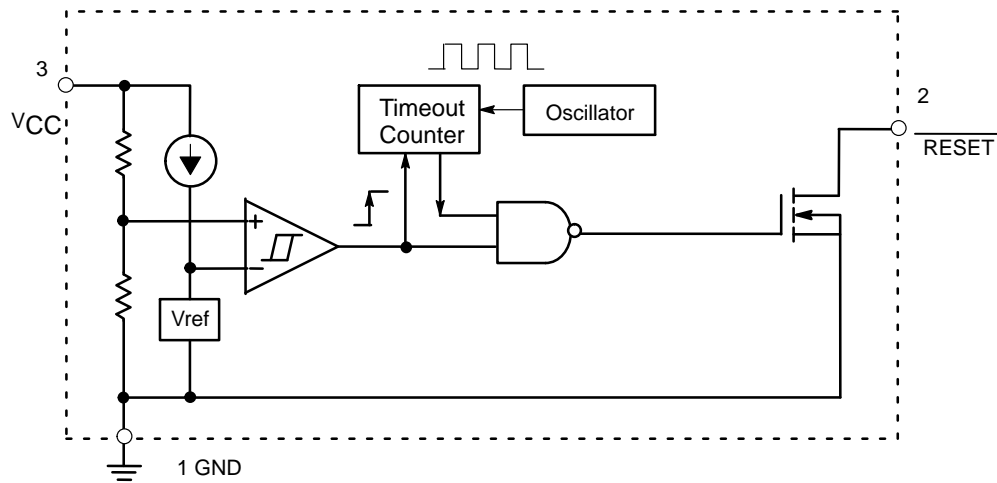 3
VCC
Timeout
Counter
Oscillator
2
RESET
+
−
Vref
1 GND